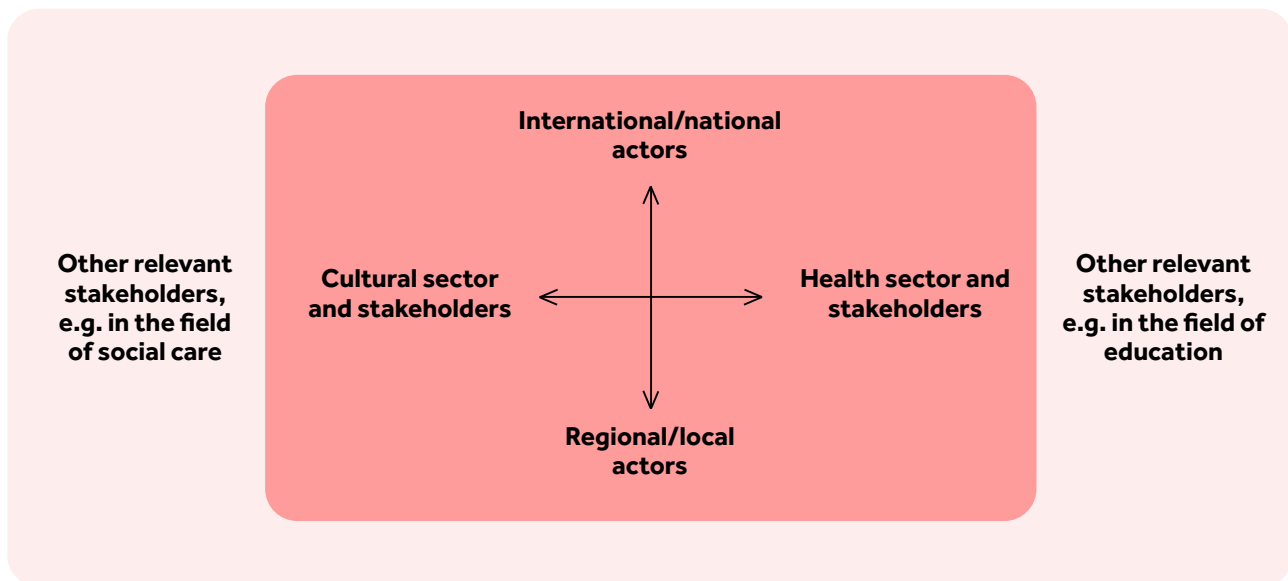 International/national
actors
Other relevant
stakeholders,
e.g. in the field
of social care
Cultural sector
and stakeholders
Health sector and
stakeholders
Other relevant
stakeholders,
e.g. in the field of
education
Regional/local
actors